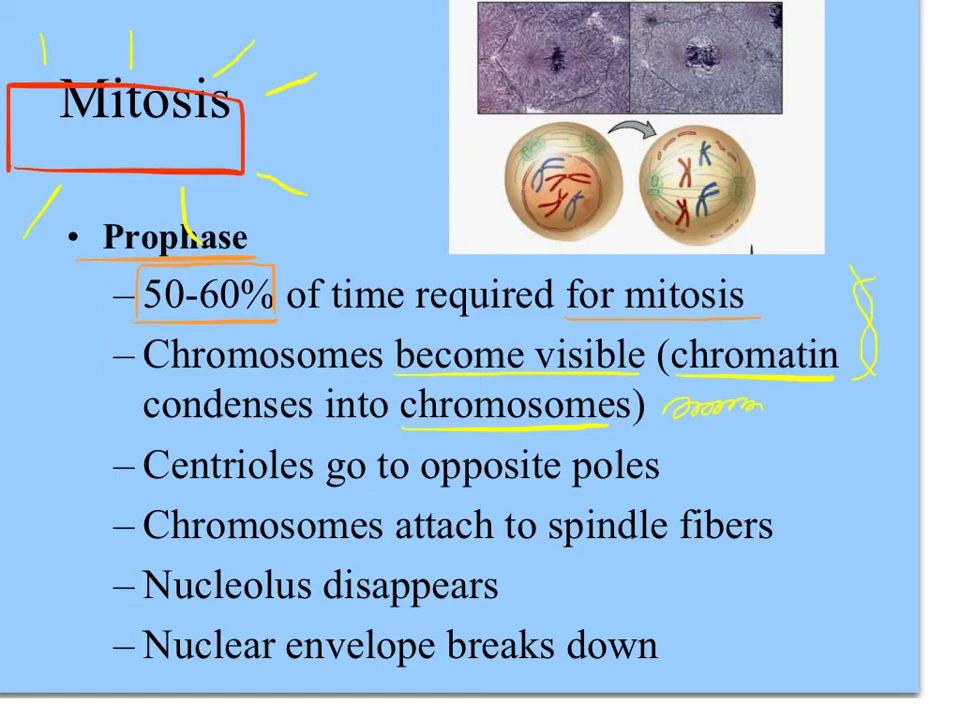 Mitosis
• Prophase
– 50-60% of time required for mitosis
– Chromosomes become visible (chromatin
condenses into chromosomes)
– Centrioles go to opposite poles
– Chromosomes attach to spindle fibers
– Nucleolus disappears
– Nuclear envelope breaks down